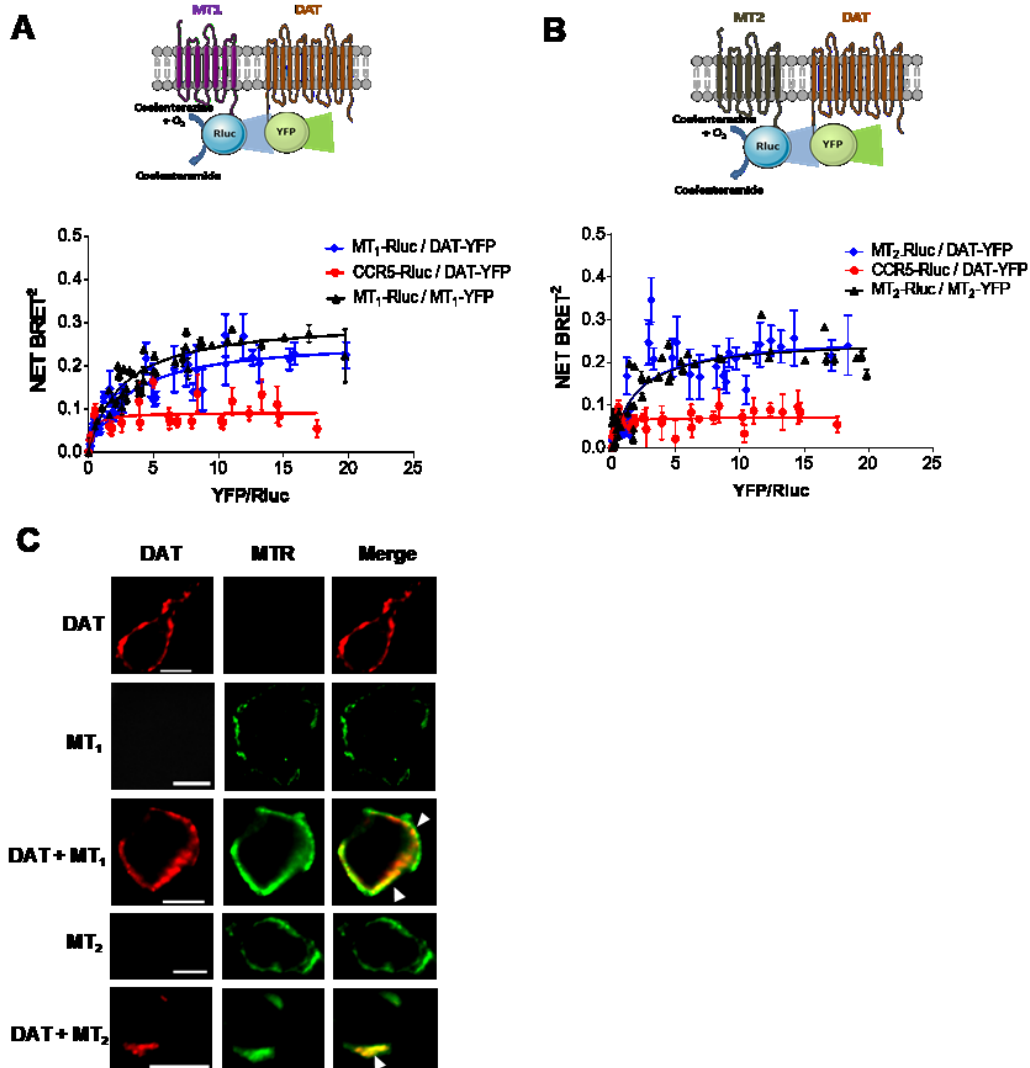 A
MT1 DAT
Coelenterazine
+ O₂
Rluc YFP
Coelenteramide
NET BRET²
0.5
0.4
0.3
0.2
0.1
0.0
0 5 10 15 20 25
YFP/Rluc
MT₁-Rluc / DAT-YFP
CCR5-Rluc / DAT-YFP
MT₁-Rluc / MT₁-YFP
B
MT2 DAT
Coelenterazine
+ O₂
Rluc YFP
Coelenteramide
NET BRET²
0.5
0.4
0.3
0.2
0.1
0.0
0 5 10 15 20 25
YFP/Rluc
MT₂-Rluc / DAT-YFP
CCR5-Rluc / DAT-YFP
MT₂-Rluc / MT₂-YFP
C
DAT MTR Merge
DAT
MT₁
DAT + MT₁
MT₂
DAT + MT₂